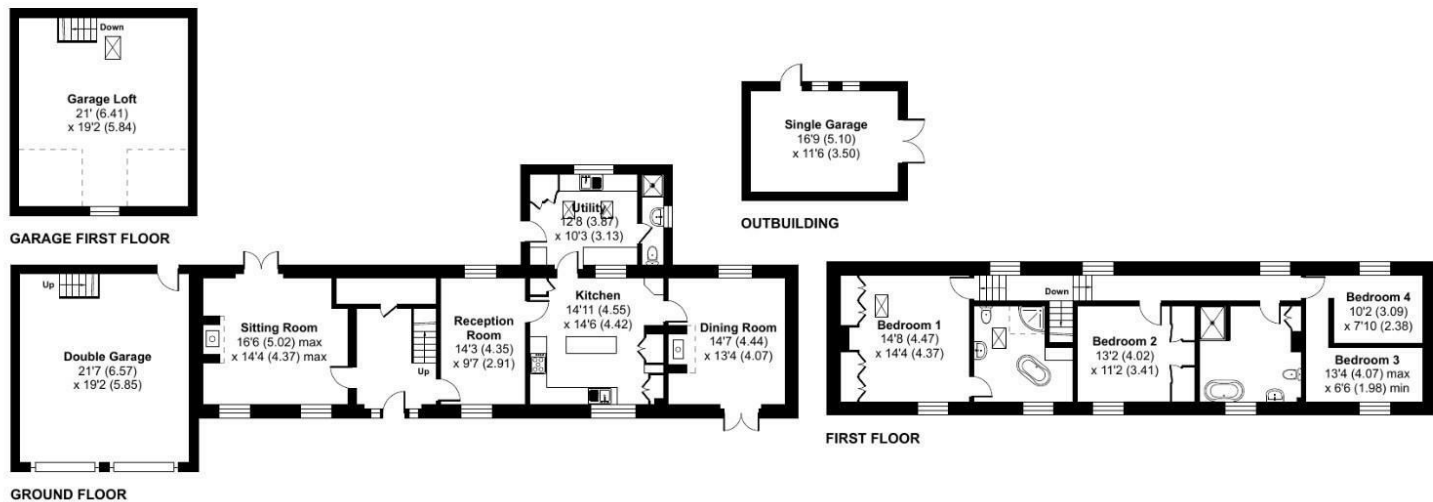 Down
Garage Loft
21' (6.41)
x 19'2 (5.84)
GARAGE FIRST FLOOR
Single Garage
16'9 (5.10)
x 11'6 (3.50)
OUTBUILDING
Utility
12'8 (3.87)
x 10'3 (3.13)
Up
Double Garage
21'7 (6.57)
x 19'2 (5.85)
Sitting Room
16'6 (5.02) max
x 14'4 (4.37) max
Up
Reception
Room
14'3 (4.35)
x 9'7 (2.91)
Kitchen
14'11 (4.55)
x 14'6 (4.42)
Dining Room
14'7 (4.44)
x 13'4 (4.07)
GROUND FLOOR
Down
Bedroom 1
14'8 (4.47)
x 14'4 (4.37)
Bedroom 2
13'2 (4.02)
x 11'2 (3.41)
Bedroom 4
10'2 (3.09)
x 7'10 (2.38)
Bedroom 3
13'4 (4.07) max
x 6'6 (1.98) min
FIRST FLOOR